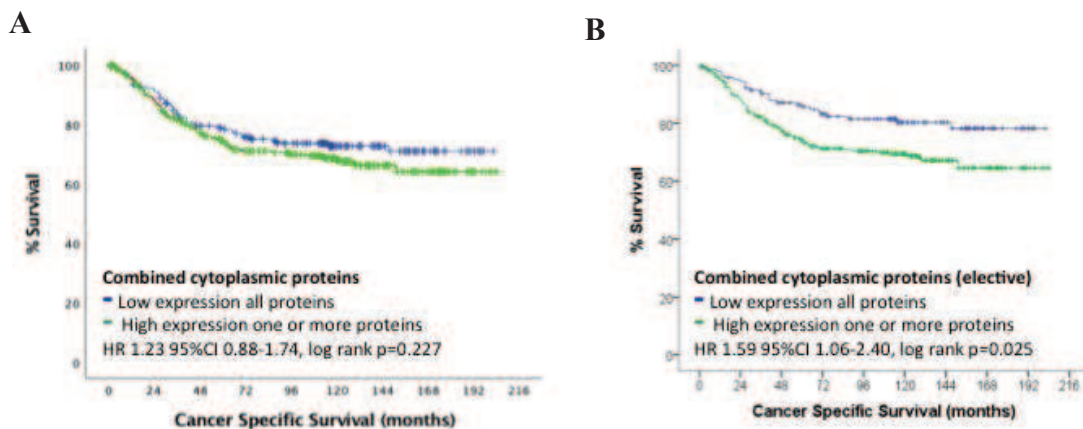 A
100
80
60
40
20
0
% Survival
Combined cytoplasmic proteins
Low expression all proteins
High expression one or more proteins
HR 1.23 95%CI 0.88-1.74, log rank p=0.227
0 24 48 72 96 120 144 168 192 216
Cancer Specific Survival (months)
B
100
80
60
40
20
0
% Survival
Combined cytoplasmic proteins (elective)
Low expression all proteins
High expression one or more proteins
HR 1.59 95%CI 1.06-2.40, log rank p=0.025
0 24 48 72 96 120 144 168 192 216
Cancer Specific Survival (months)